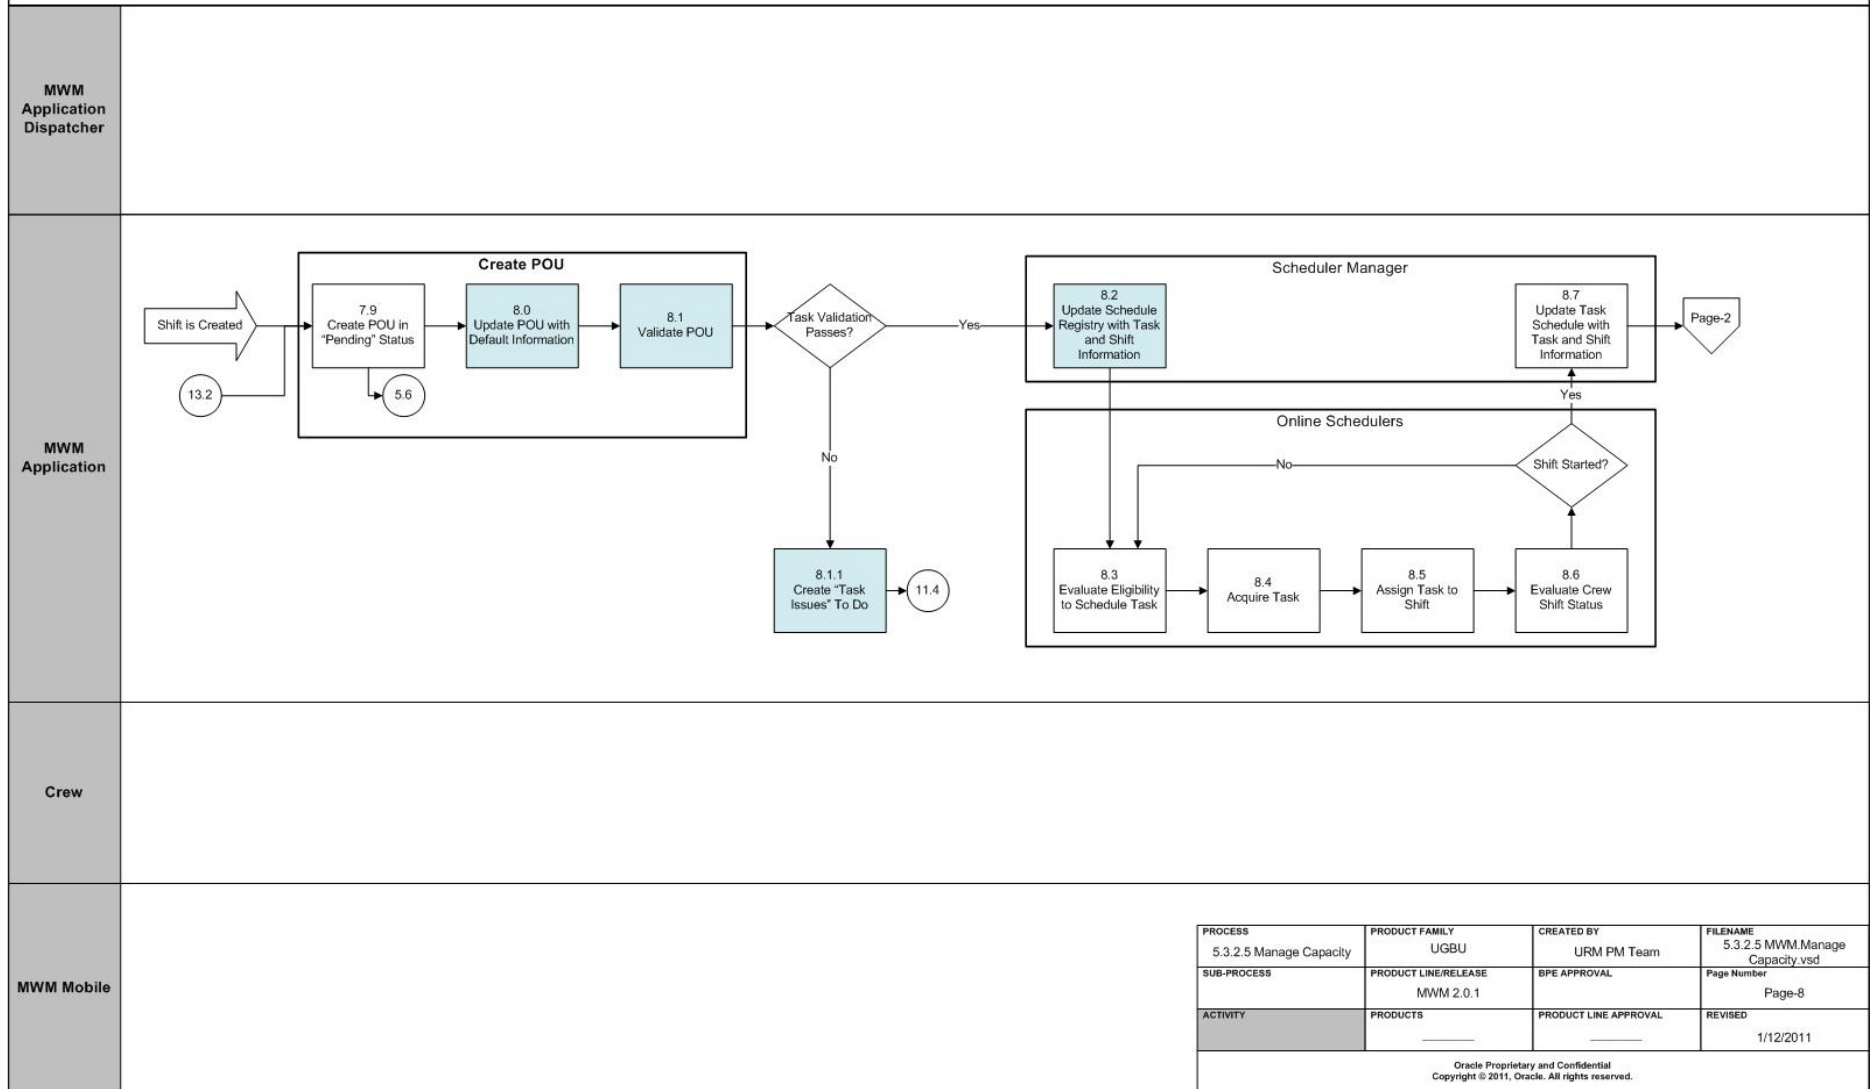 MWM
Application
Dispatcher
MWM
Application
Create POU
Shift is Created
13.2
7.9
Create POU in
"Pending" Status
5.6
8.0
Update POU with
Default Information
8.1
Validate POU
Task Validation
Passes?
Yes
No
8.1.1
Create “Task
Issues” To Do
11.4
Scheduler Manager
8.2
Update Schedule
Registry with Task
and Shift
Information
8.7
Update Task
Schedule with
Task and Shift
Information
Page-2
Yes
Online Schedulers
No
Shift Started?
8.3
Evaluate Eligibility
to Schedule Task
8.4
Acquire Task
8.5
Assign Task to
Shift
8.6
Evaluate Crew
Shift Status
Crew
MWM Mobile
PROCESS
5.3.2.5 Manage Capacity
PRODUCT FAMILY
UGBU
CREATED BY
URM PM Team
FILENAME
5.3.2.5 MWM.Manage
Capacity.vsd
SUB-PROCESS
PRODUCT LINE/RELEASE
MWM 2.0.1
BPE APPROVAL
Page Number
Page-8
ACTIVITY
PRODUCTS
PRODUCT LINE APPROVAL
REVISED
1/12/2011
Oracle Proprietary and Confidential
Copyright © 2011, Oracle. All rights reserved.